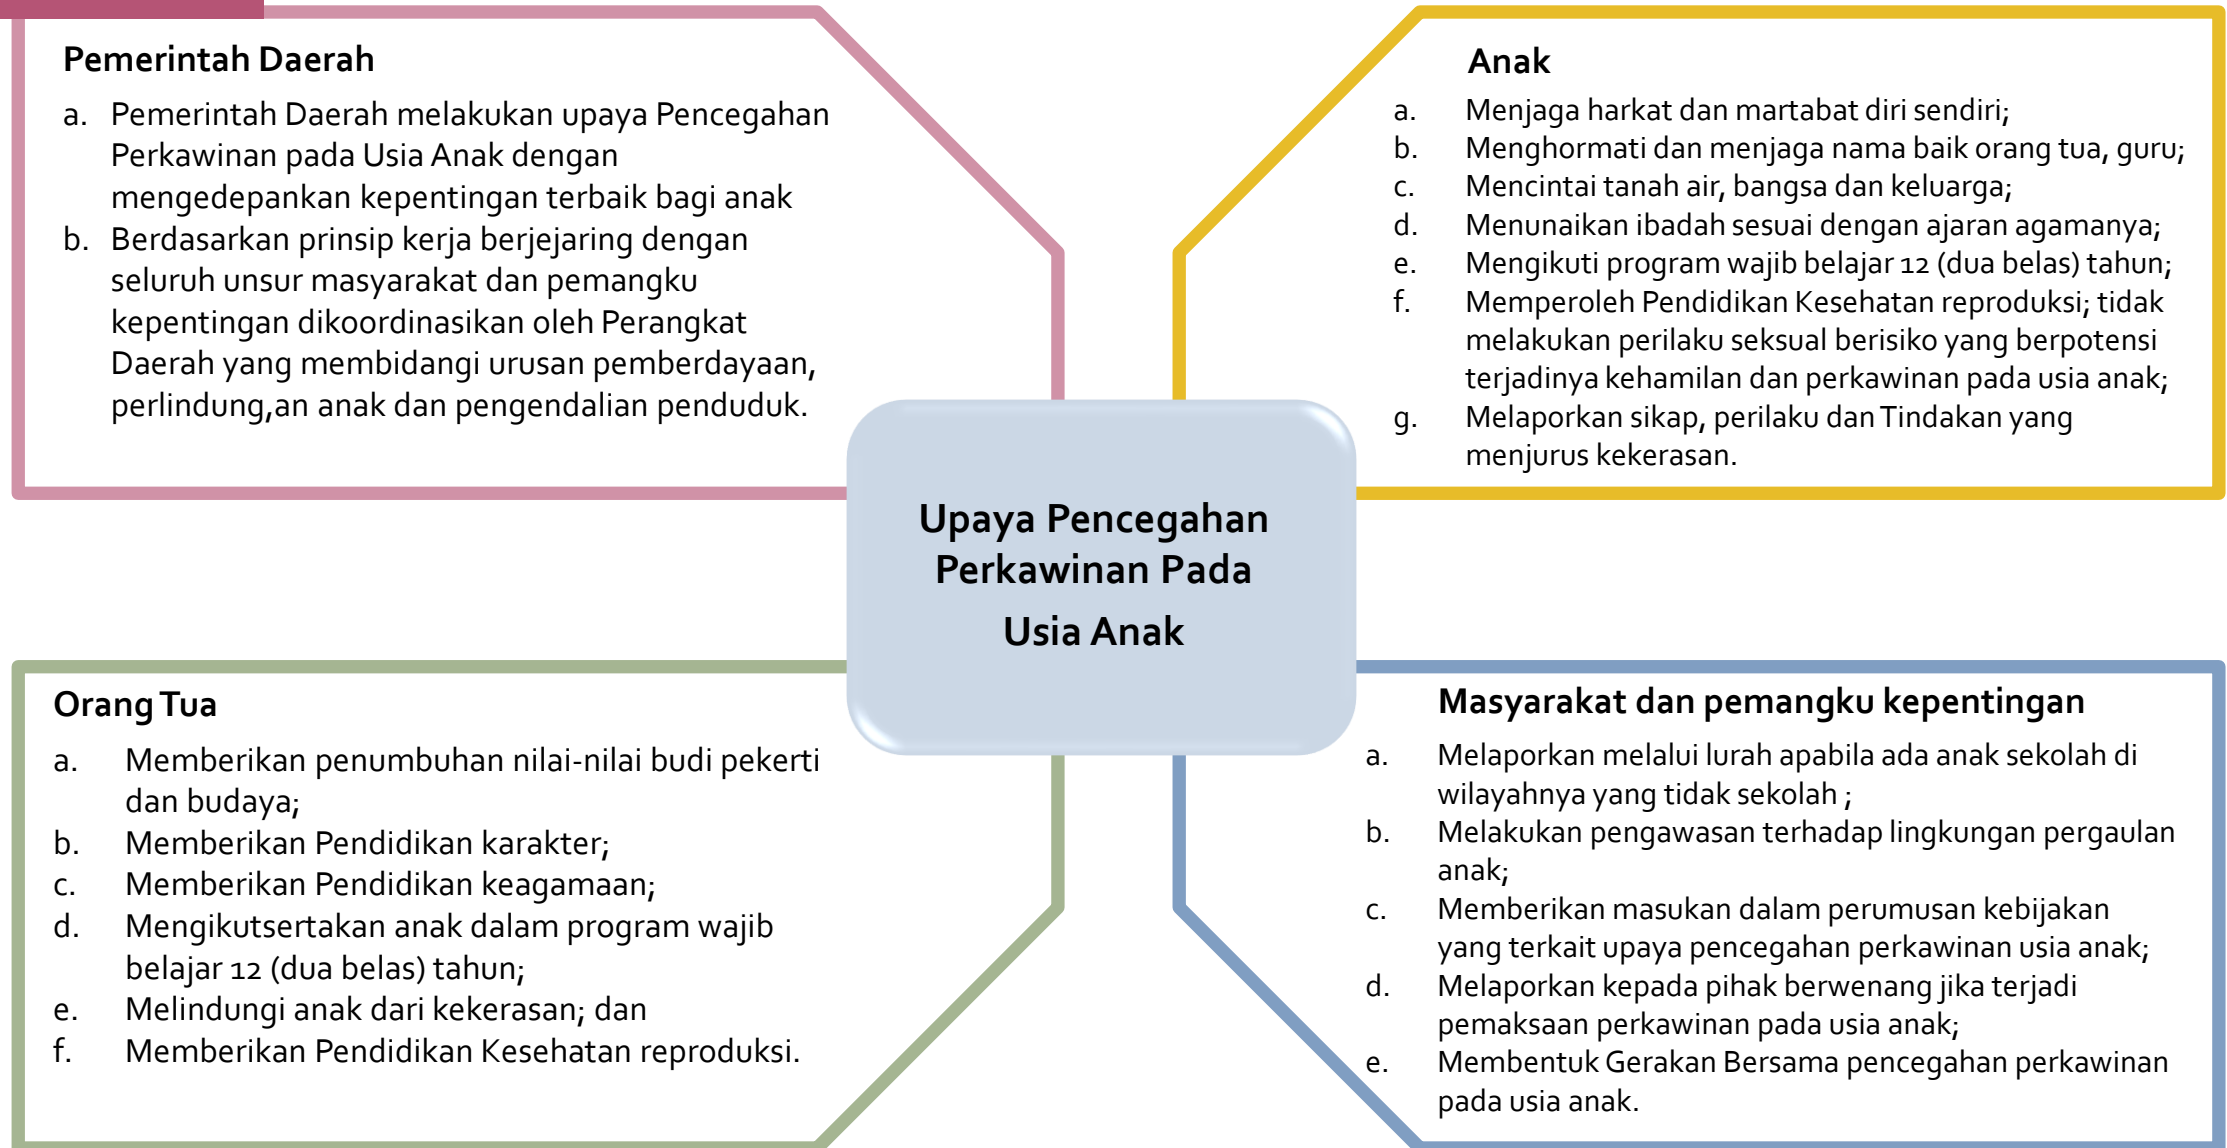 Pemerintah Daerah
a. Pemerintah Daerah melakukan upaya Pencegahan
Perkawinan pada Usia Anak dengan
mengedepankan kepentingan terbaik bagi anak
b. Berdasarkan prinsip kerja berjejaring dengan
seluruh unsur masyarakat dan pemangku
kepentingan dikoordinasikan oleh Perangkat
Daerah yang membidangi urusan pemberdayaan,
perlindung,an anak dan pengendalian penduduk.
Anak
a. Menjaga harkat dan martabat diri sendiri;
b. Menghormati dan menjaga nama baik orang tua, guru;
c. Mencintai tanah air, bangsa dan keluarga;
d. Menunaikan ibadah sesuai dengan ajaran agamanya;
e. Mengikuti program wajib belajar 12 (dua belas) tahun;
f. Memperoleh Pendidikan Kesehatan reproduksi; tidak
melakukan perilaku seksual berisiko yang berpotensi
terjadinya kehamilan dan perkawinan pada usia anak;
g. Melaporkan sikap, perilaku dan Tindakan yang
menjurus kekerasan.
Upaya Pencegahan
Perkawinan Pada
Usia Anak
Orang Tua
a. Memberikan penumbuhan nilai-nilai budi pekerti
dan budaya;
b. Memberikan Pendidikan karakter;
c. Memberikan Pendidikan keagamaan;
d. Mengikutsertakan anak dalam program wajib
belajar 12 (dua belas) tahun;
e. Melindungi anak dari kekerasan; dan
f. Memberikan Pendidikan Kesehatan reproduksi.
Masyarakat dan pemangku kepentingan
a. Melaporkan melalui lurah apabila ada anak sekolah di
wilayahnya yang tidak sekolah ;
b. Melakukan pengawasan terhadap lingkungan pergaulan
anak;
c. Memberikan masukan dalam perumusan kebijakan
yang terkait upaya pencegahan perkawinan usia anak;
d. Melaporkan kepada pihak berwenang jika terjadi
pemaksaan perkawinan pada usia anak;
e. Membentuk Gerakan Bersama pencegahan perkawinan
pada usia anak.